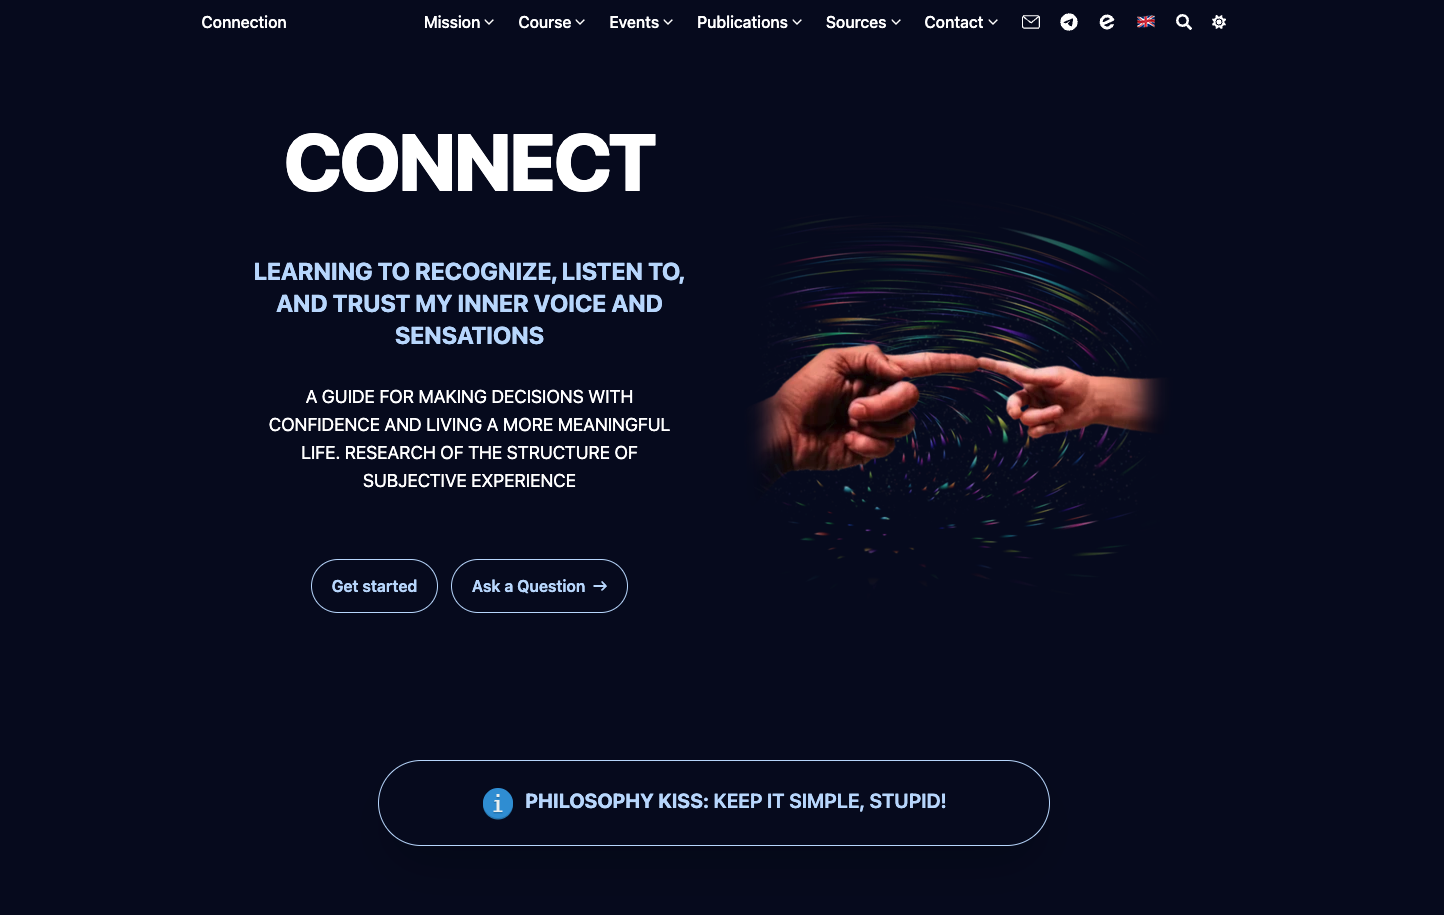 Connection
Mission
Course
Events
Publications
Sources
Contact
CONNECT
LEARNING TO RECOGNIZE, LISTEN TO,
AND TRUST MY INNER VOICE AND
SENSATIONS
A GUIDE FOR MAKING DECISIONS WITH
CONFIDENCE AND LIVING A MORE MEANINGFUL
LIFE. RESEARCH OF THE STRUCTURE OF
SUBJECTIVE EXPERIENCE
Get started
Ask a Question →
i PHILOSOPHY KISS: KEEP IT SIMPLE, STUPID!